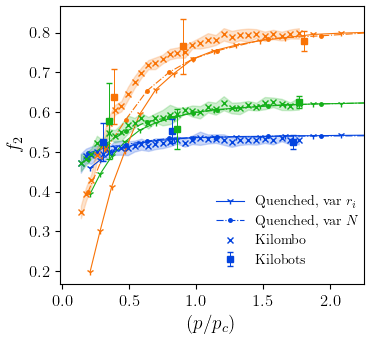 0.8
0.7
0.6
0.5
0.4
0.3
0.2
f₂
Quenched, var rᵢ
Quenched, var N
Kilombo
Kilobots
0.0 0.5 1.0 1.5 2.0
(p/p_c)